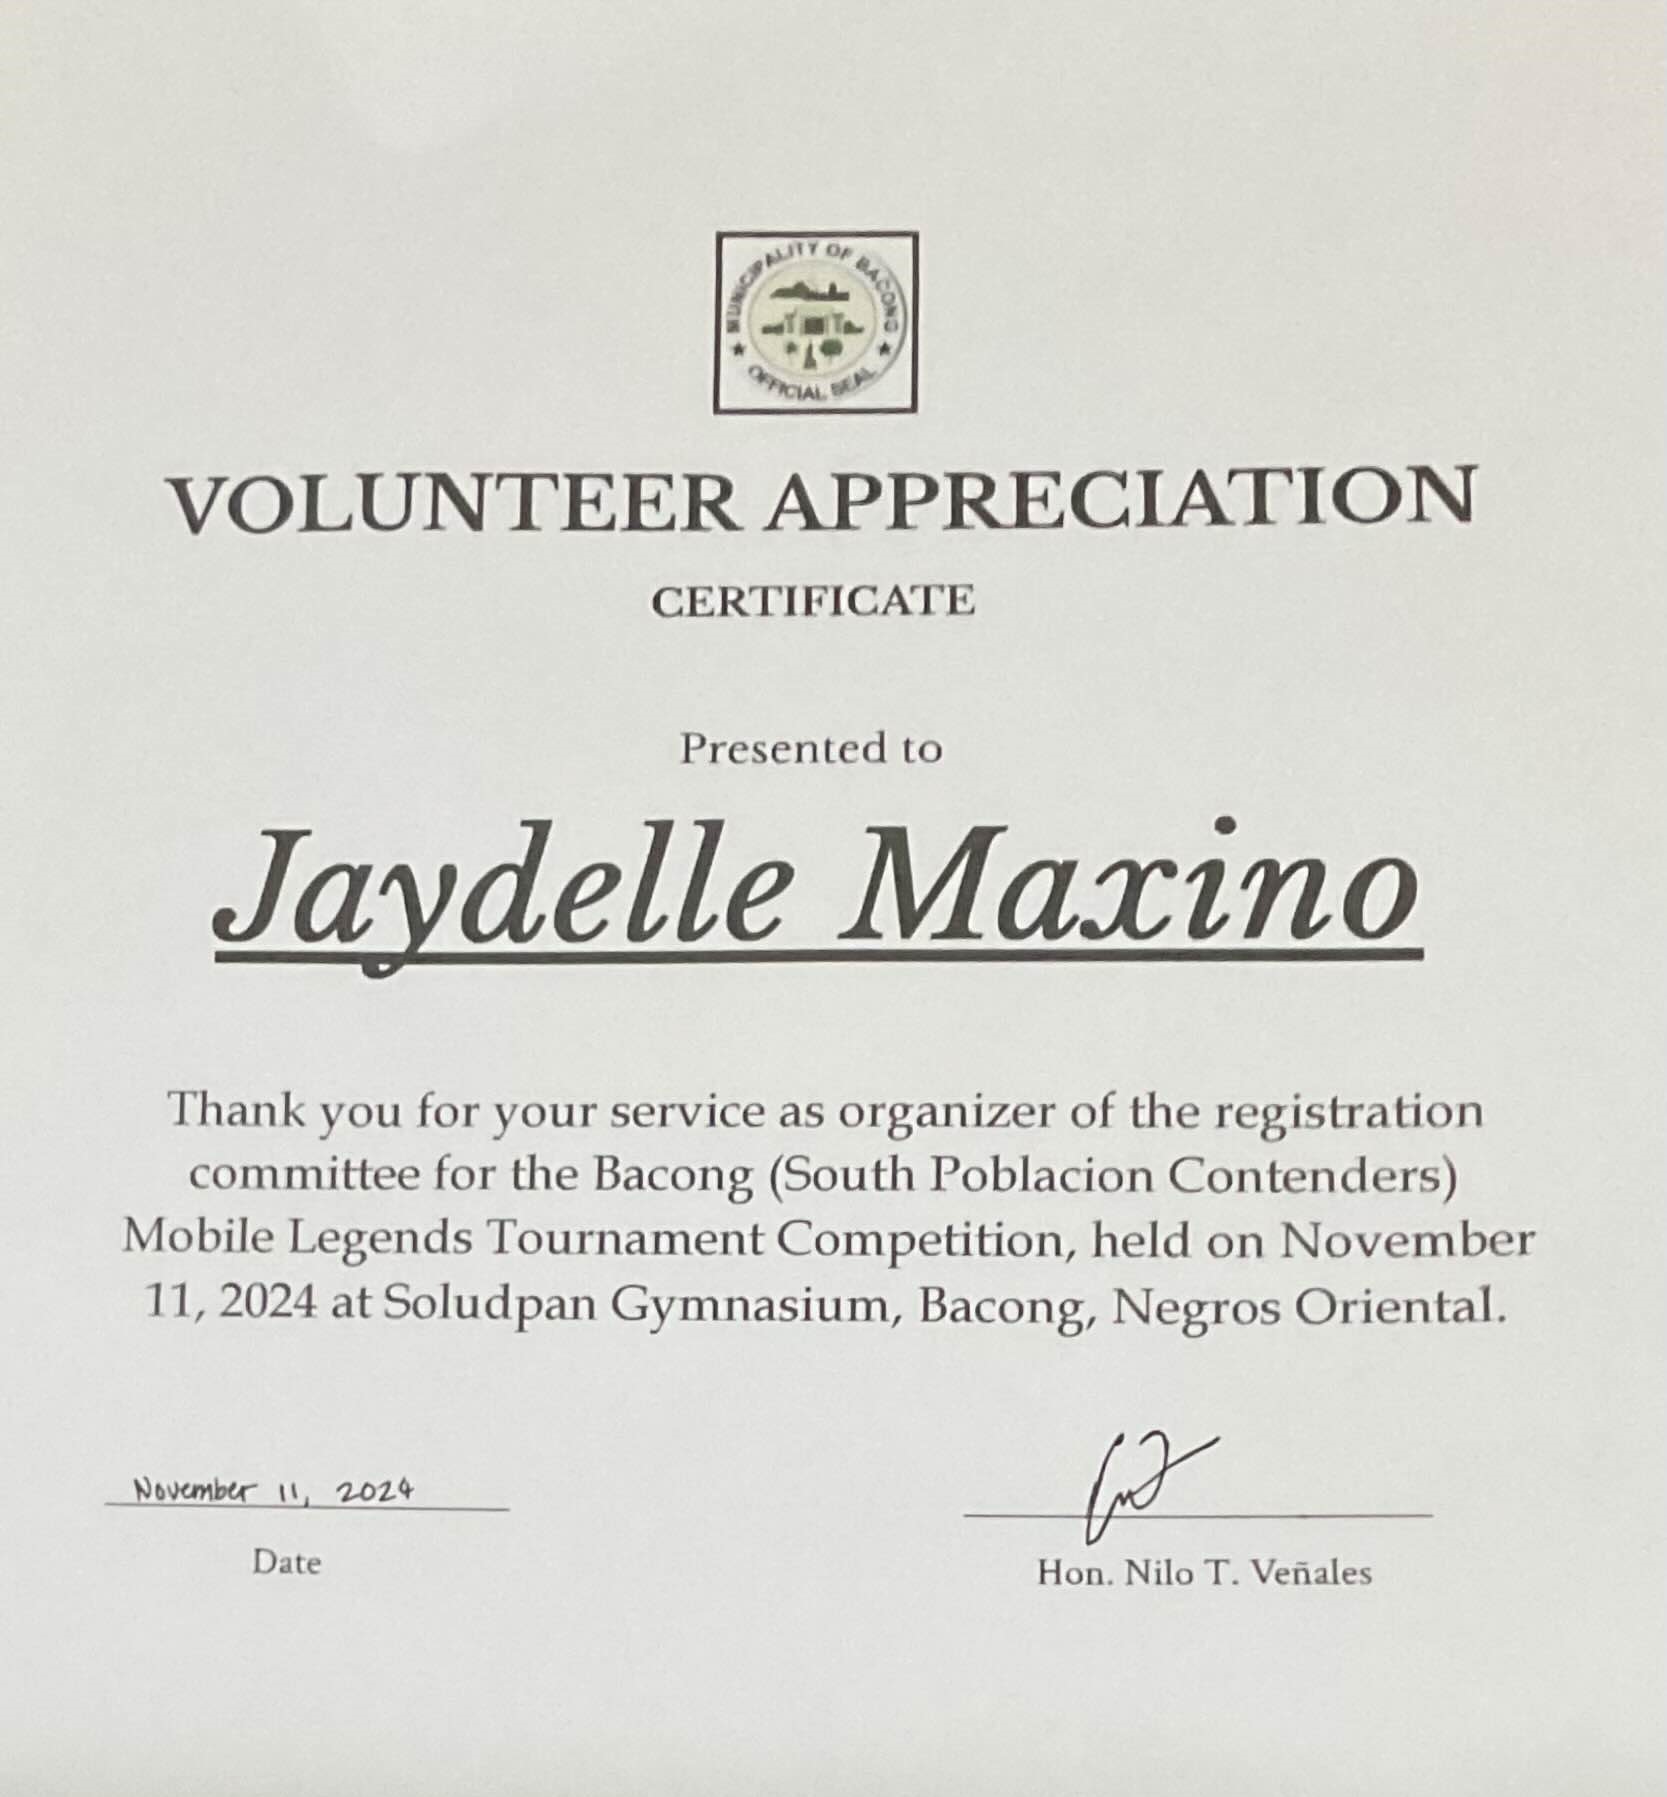 MUNICIPALITY OF BACONG
OFFICIAL SEAL
VOLUNTEER APPRECIATION
CERTIFICATE
Presented to
Jaydelle Maxino
Thank you for your service as organizer of the registration
committee for the Bacong (South Poblacion Contenders)
Mobile Legends Tournament Competition, held on November
11, 2024 at Soludpan Gymnasium, Bacong, Negros Oriental.
November 11, 2024
Date
Hon. Nilo T. Veñales